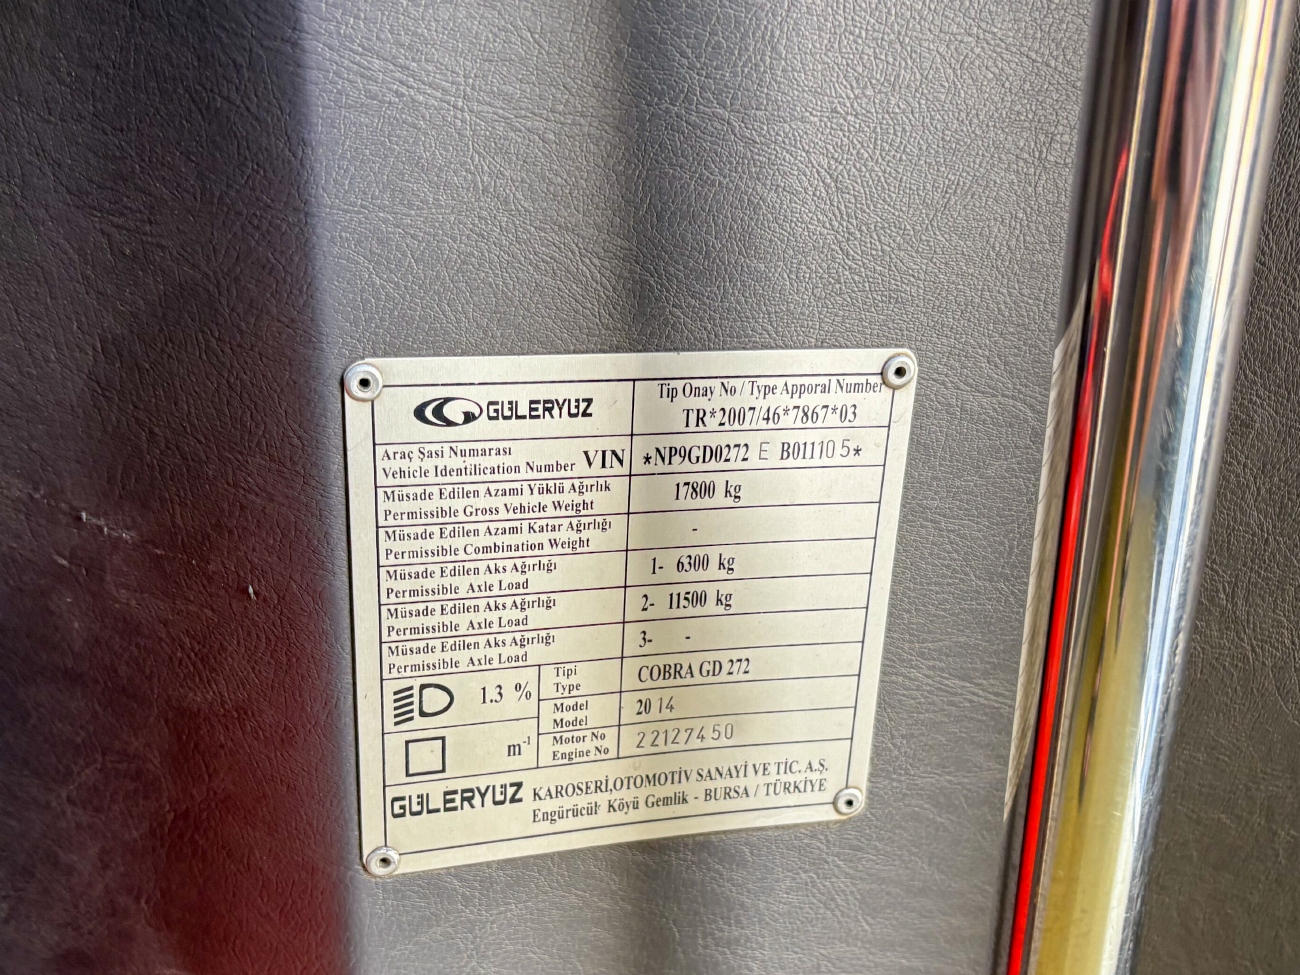 GÜLERYÜZ
Tip Onay No / Type Apporal Number
TR*2007/46*7867*03
Araç Şasi Numarası
Vehicle Identilication Number VIN
*NP9GD0272 E B011105*
Müsade Edilen Azami Yüklü Ağırlık
Permissible Gross Vehicle Weight
17800 kg
Müsade Edilen Azami Katar Ağırlığı
Permissible Combination Weight
-
Müsade Edilen Aks Ağırlığı
Permissible Axle Load
1- 6300 kg
Müsade Edilen Aks Ağırlığı
Permissible Axle Load
2- 11500 kg
Müsade Edilen Aks Ağırlığı
Permissible Axle Load
3- -
1.3 %
Tipi
Type
COBRA GD 272
Model
Model
2014
m-1
Motor No
Engine No
22127450
GÜLERYÜZ KAROSERİ,OTOMOTİV SANAYİ VE TİC. A.Ş.
Engürücük Köyü Gemlik - BURSA / TÜRKİYE